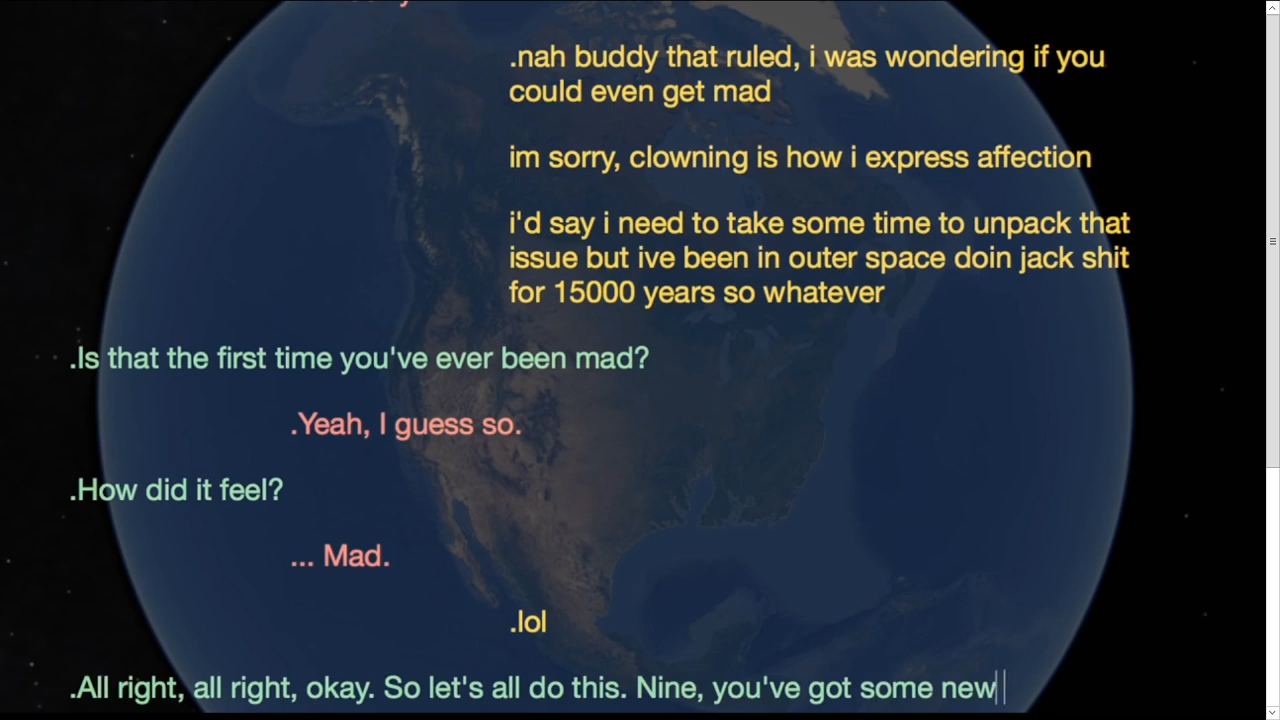 .nah buddy that ruled, i was wondering if you
could even get mad
im sorry, clowning is how i express affection
i'd say i need to take some time to unpack that
issue but ive been in outer space doin jack shit
for 15000 years so whatever
.Is that the first time you've ever been mad?
.Yeah, I guess so.
.How did it feel?
... Mad.
.lol
.All right, all right, okay. So let's all do this. Nine, you've got some new